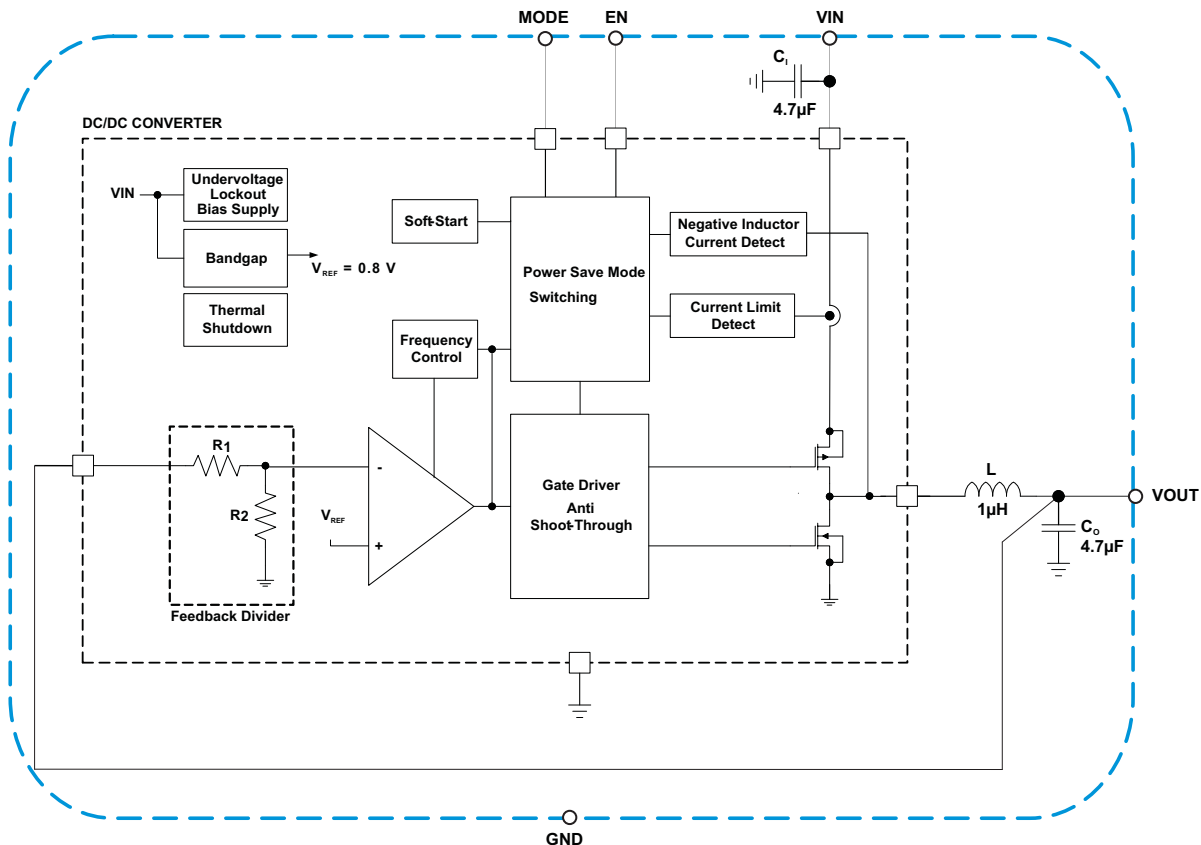 MODE
EN
VIN
CI
4.7µF
DC/DC CONVERTER
VIN
Undervoltage
Lockout
Bias Supply
Bandgap
VREF = 0.8 V
Thermal
Shutdown
Soft-Start
Power Save Mode
Switching
Negative Inductor
Current Detect
Current Limit
Detect
Frequency
Control
R1
R2
Feedback Divider
-
VREF
+
Gate Driver
Anti
Shoot-Through
L
1µH
VOUT
CO
4.7µF
GND